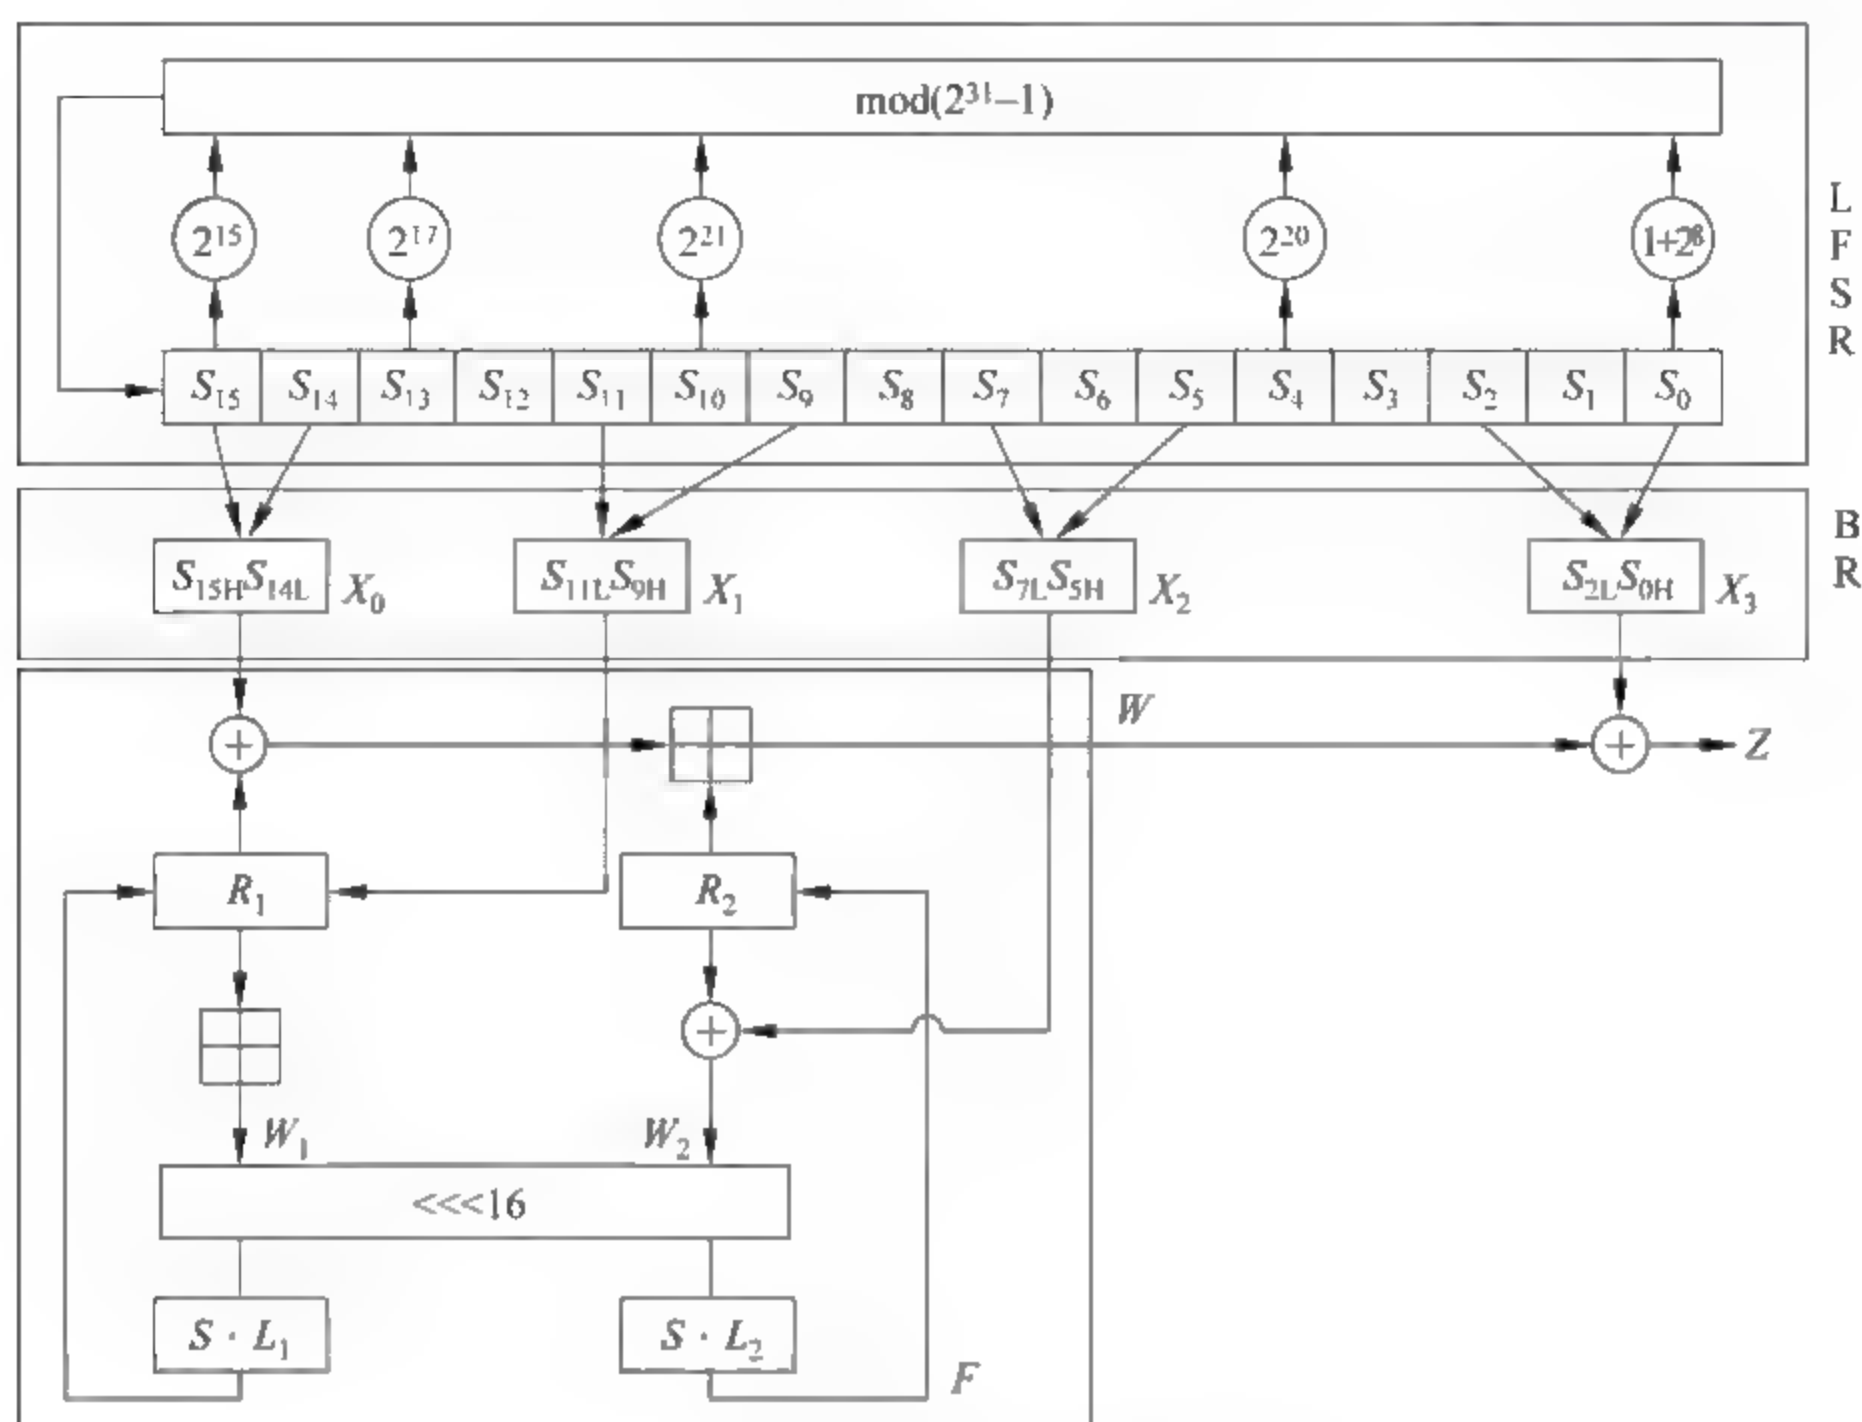 mod(2³¹–1)
2¹⁵ 2¹⁷ 2²¹ 2²⁰ 1+2⁸
L
F
S
R
S₁₅ S₁₄ S₁₃ S₁₂ S₁₁ S₁₀ S₉ S₈ S₇ S₆ S₅ S₄ S₃ S₂ S₁ S₀
B
R
S₁₅HS₁₄L X₀ S₁₁LS₉H X₁ S₇LS₅H X₂ S₂LS₀H X₃
W
+ + Z
R₁ R₂
+
W₁ W₂
<<<16
S · L₁ S · L₂
F